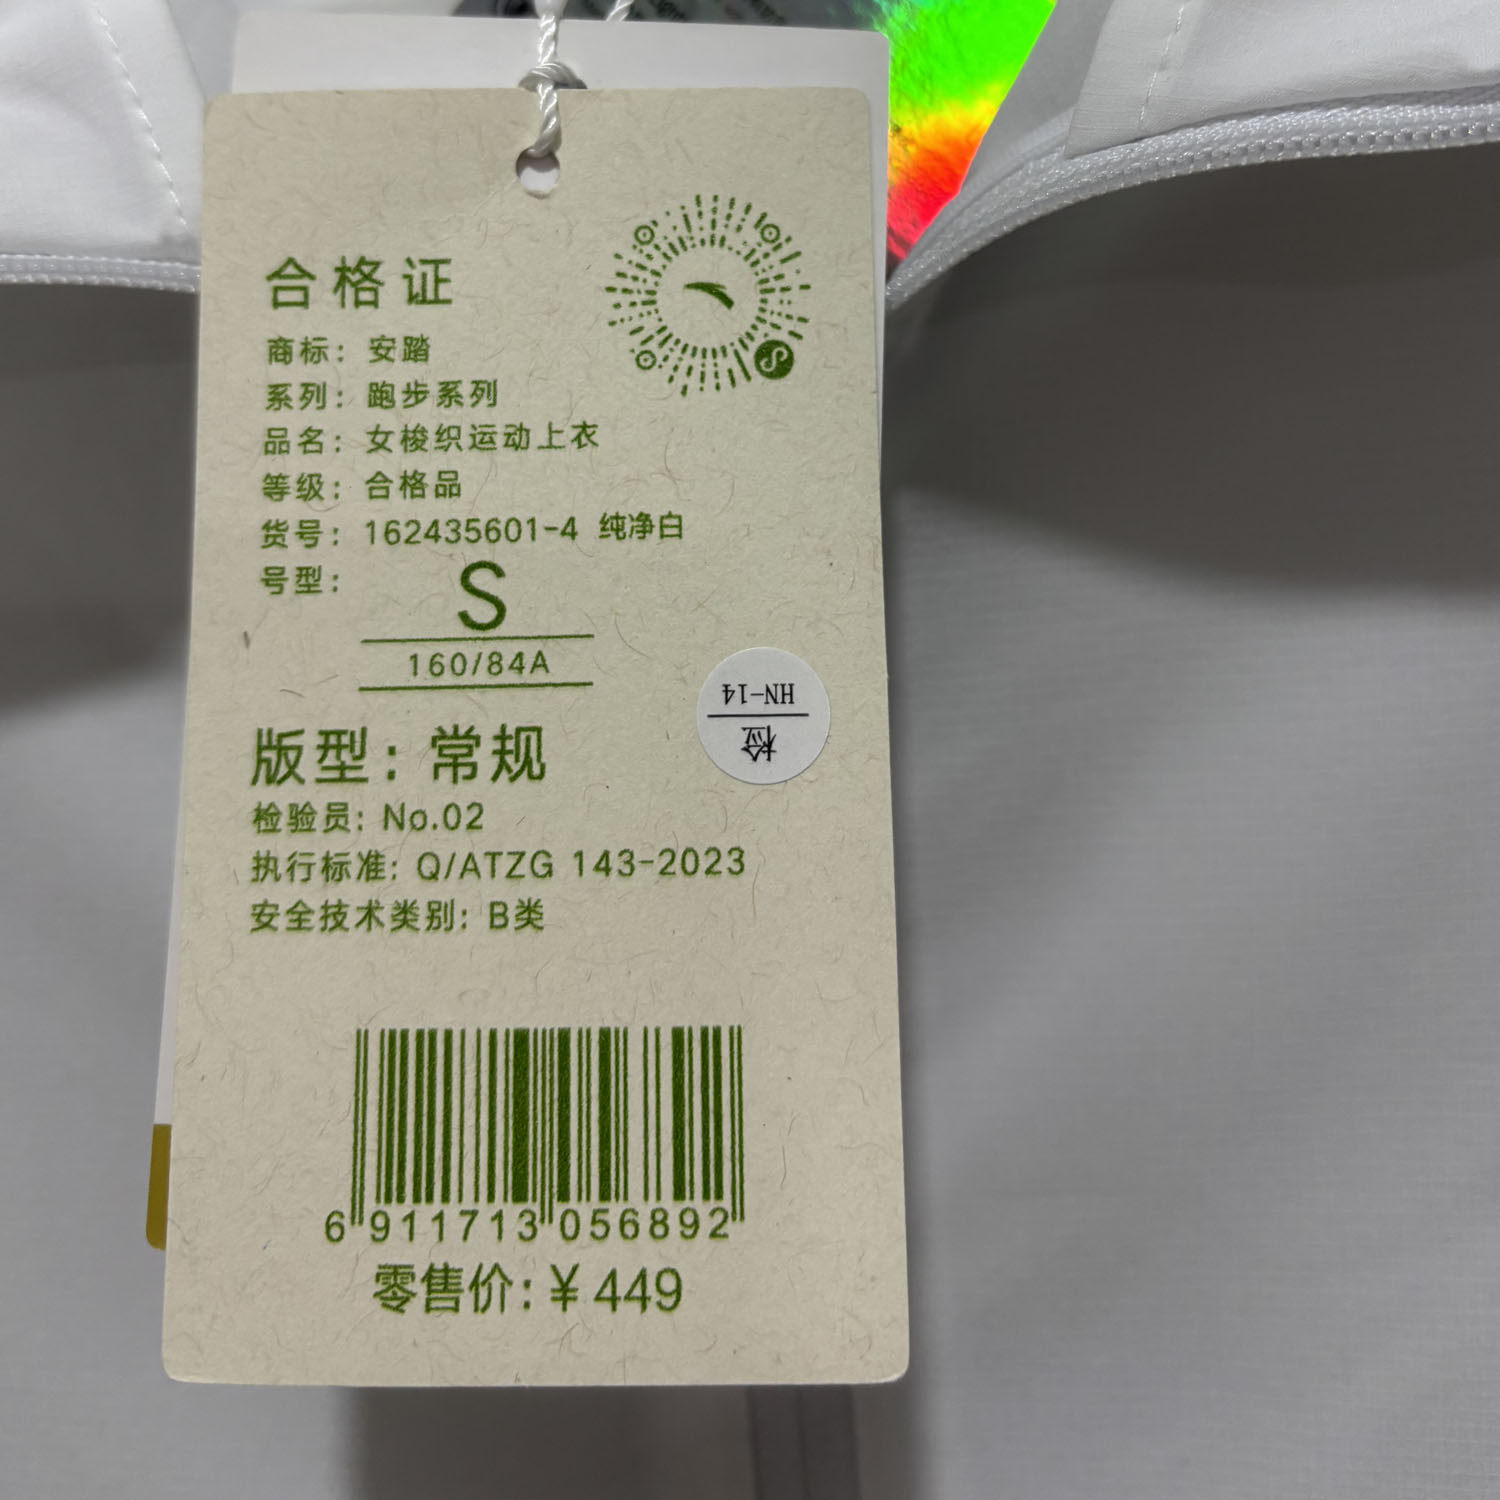 合格证
商标：安踏
系列：跑步系列
品名：女梭织运动上衣
等级：合格品
货号：162435601-4 纯净白
号型：
S
160/84A
HN-14
检
版型：常规
检验员：No.02
执行标准：Q/ATZG 143-2023
安全技术类别：B类
6 911713 056892
零售价：¥449